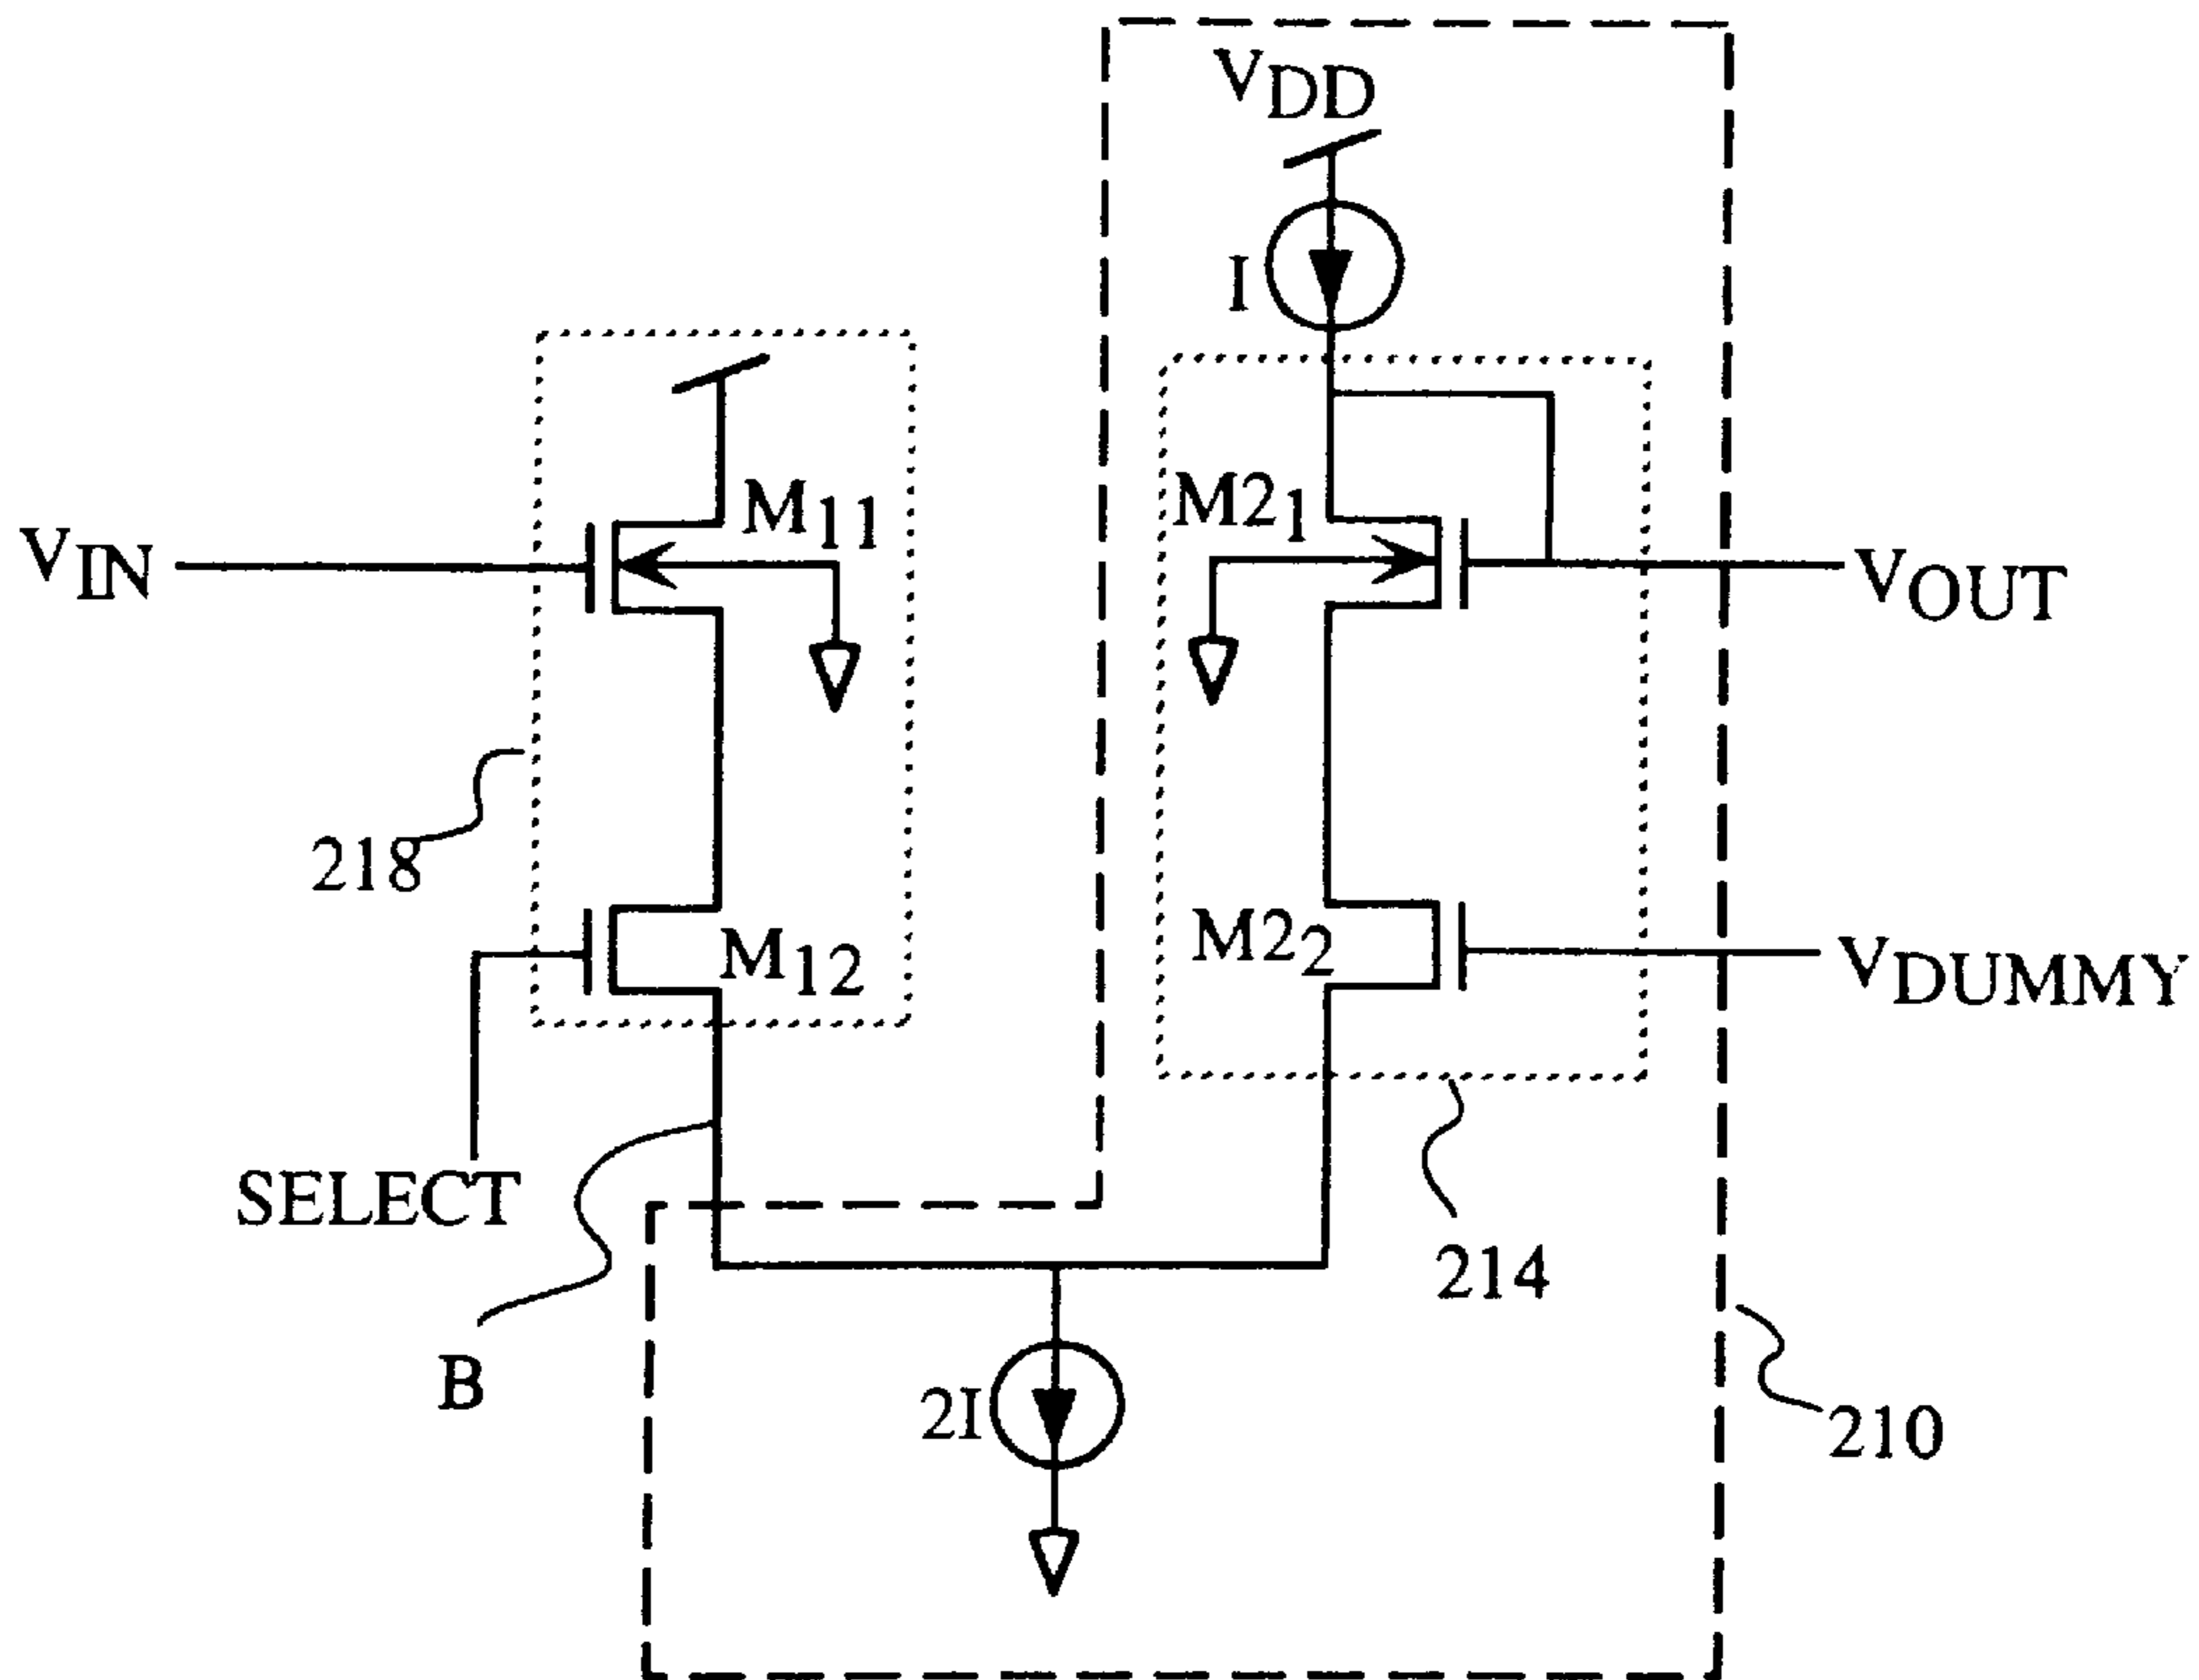 VDD
I
M11
M21
VIN
VOUT
218
M12
M22
VDUMMY
SELECT
214
B
2I
210